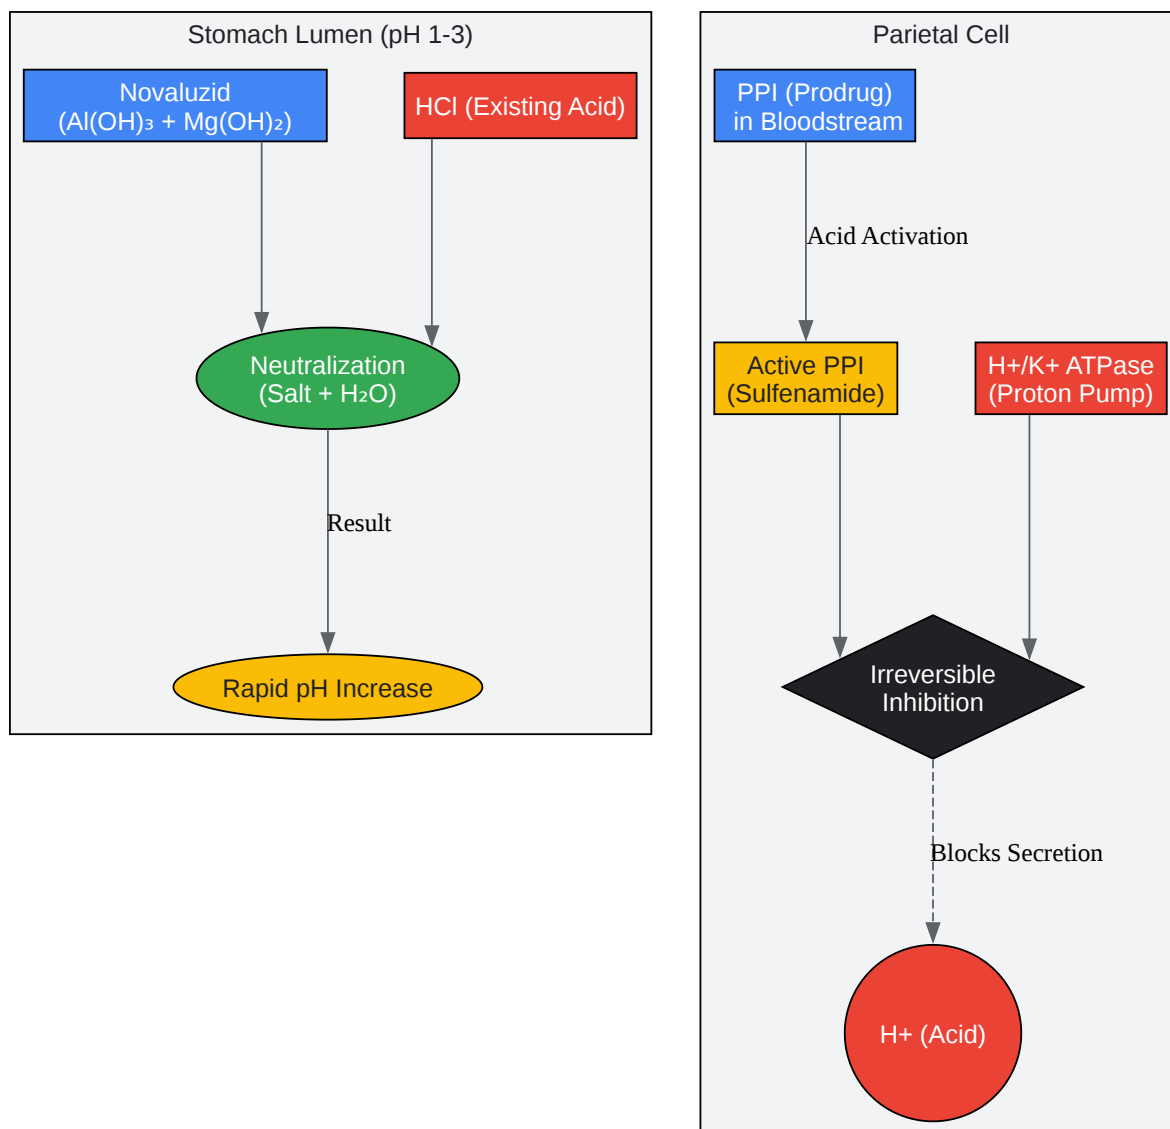 Stomach Lumen (pH 1-3)
Novaluzid
(Al(OH)₃ + Mg(OH)₂)
HCl (Existing Acid)
Neutralization
(Salt + H₂O)
Result
Rapid pH Increase
Parietal Cell
PPI (Prodrug)
in Bloodstream
Acid Activation
Active PPI
(Sulfenamide)
H+/K+ ATPase
(Proton Pump)
Irreversible
Inhibition
Blocks Secretion
H+ (Acid)